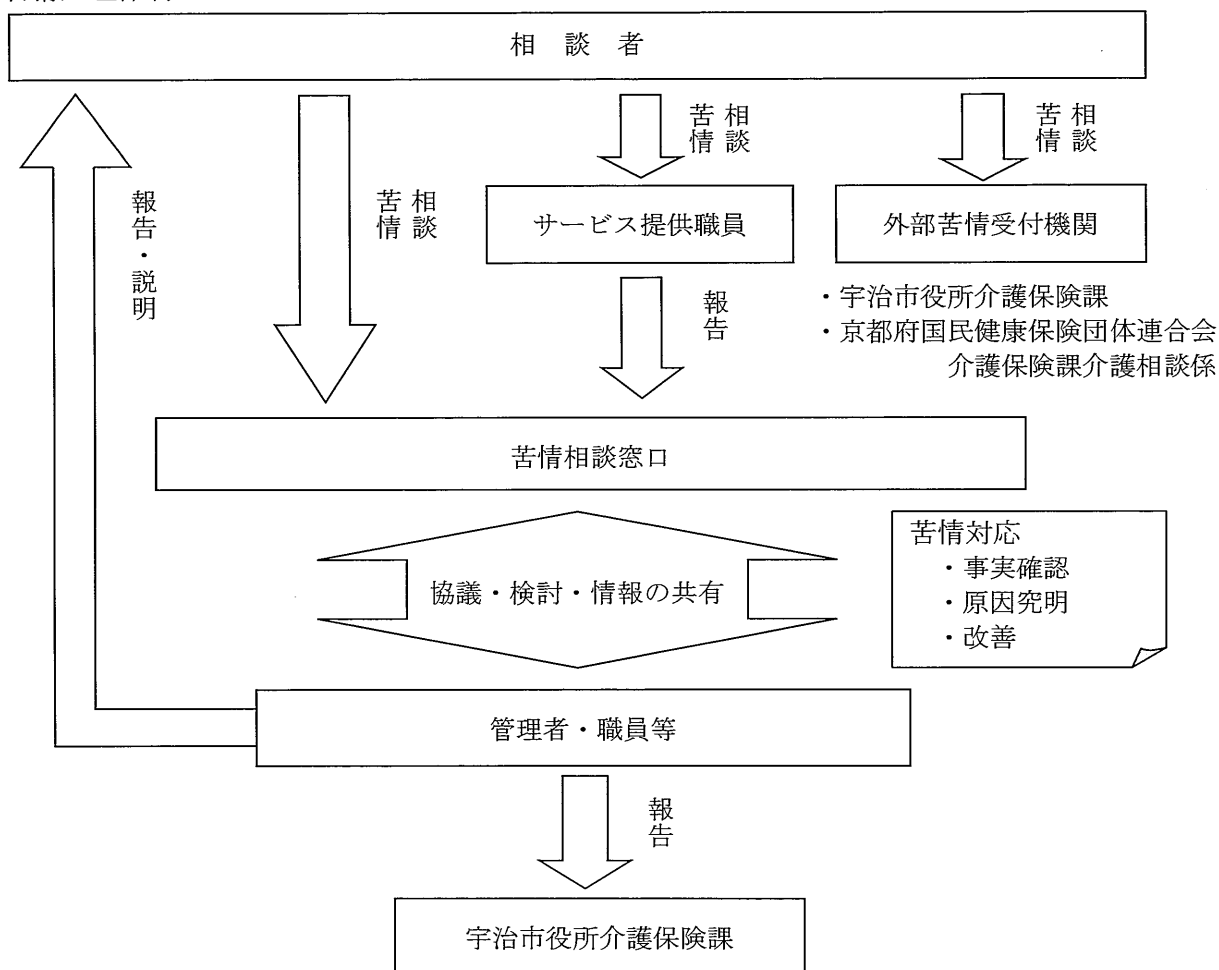 相談者
苦情
相談
苦情
相談
苦情
相談
報告・説明
サービス提供職員
外部苦情受付機関
報告
・宇治市役所介護保険課
・京都府国民健康保険団体連合会
介護保険課介護相談係
苦情相談窓口
協議・検討・情報の共有
苦情対応
・事実確認
・原因究明
・改善
管理者・職員等
報告
宇治市役所介護保険課